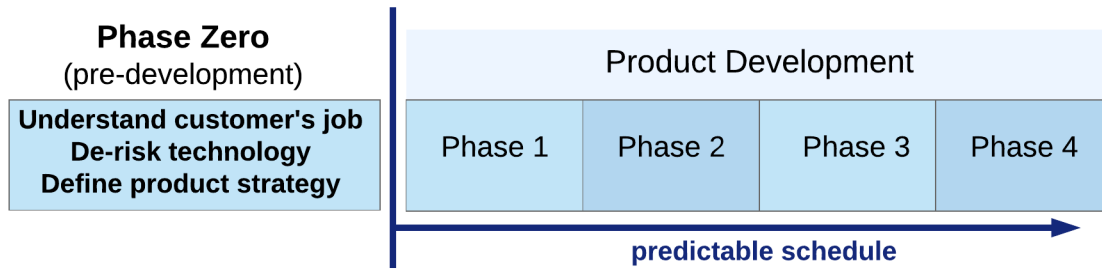 Phase Zero
(pre-development)
Understand customer's job
De-risk technology
Define product strategy
Product Development
Phase 1
Phase 2
Phase 3
Phase 4
predictable schedule